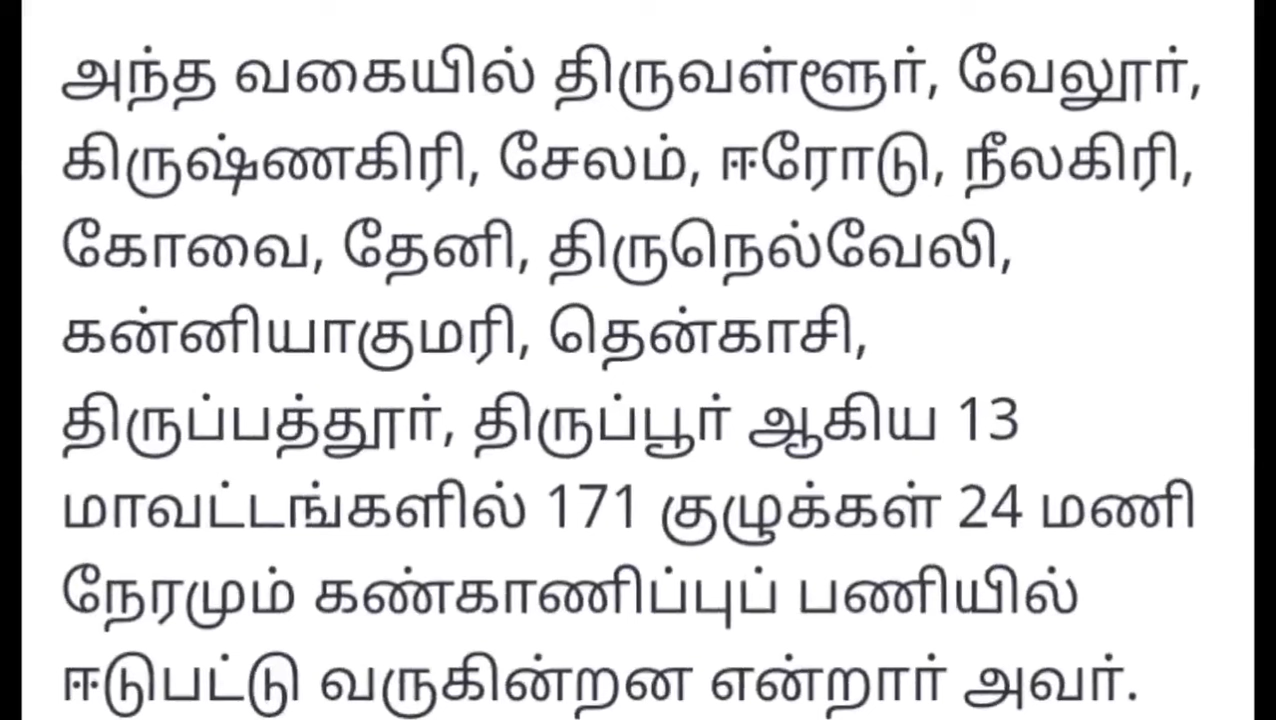 அந்த வகையில் திருவள்ளூர், வேலூர்,
கிருஷ்ணகிரி, சேலம், ஈரோடு, நீலகிரி,
கோவை, தேனி, திருநெல்வேலி,
கன்னியாகுமரி, தென்காசி,
திருப்பத்தூர், திருப்பூர் ஆகிய 13
மாவட்டங்களில் 171 குழுக்கள் 24 மணி
நேரமும் கண்காணிப்புப் பணியில்
ஈடுபட்டு வருகின்றன என்றார் அவர்.